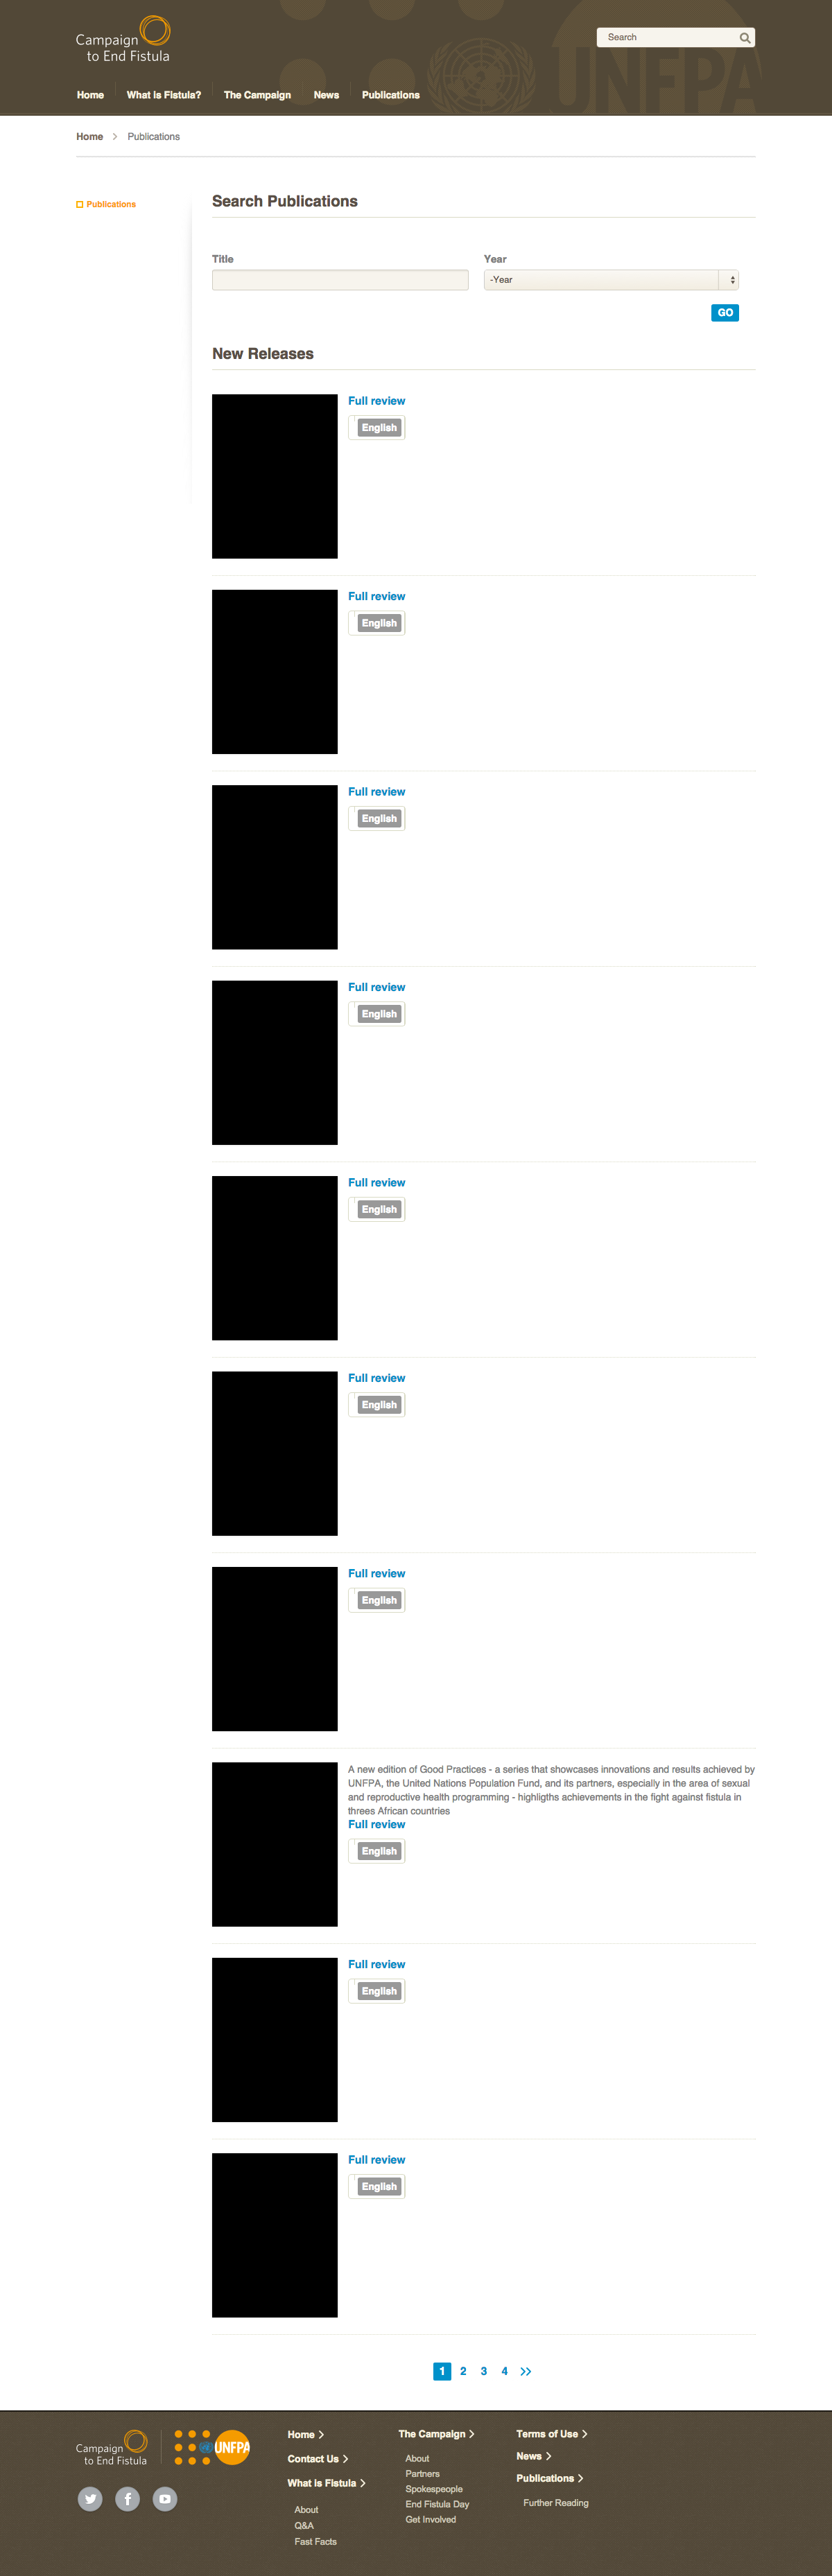 Campaign
to End Fistula
Search
UNFPA
Home
What is Fistula?
The Campaign
News
Publications
Home
Publications
Publications
Search Publications
Title
Year
-Year
GO
New Releases
Full review
English
Full review
English
Full review
English
Full review
English
Full review
English
Full review
English
Full review
English
A new edition of Good Practices - a series that showcases innovations and results achieved by
UNFPA, the United Nations Population Fund, and its partners, especially in the area of sexual
and reproductive health programming - higligths achievements in the fight against fistula in
threes African countries
Full review
English
Full review
English
Full review
English
1 2 3 4 >>
Campaign
to End Fistula
UNFPA
Home
Contact Us
What is Fistula
About
Q&A
Fast Facts
The Campaign
About
Partners
Spokespeople
End Fistula Day
Get Involved
Terms of Use
News
Publications
Further Reading